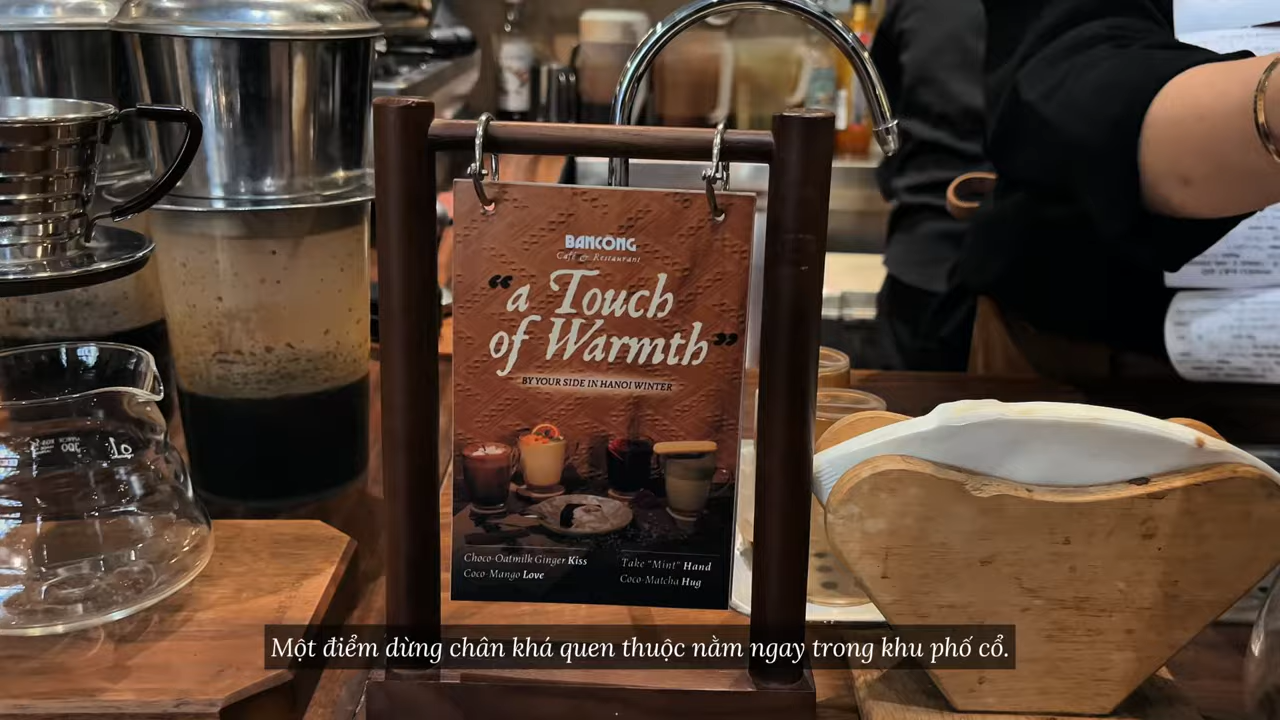 BANCONG
Café & Restaurant
“a Touch
of Warmth”
BY YOUR SIDE IN HANOI WINTER
Choco-Oatmilk Ginger Kiss
Coco-Mango Love
Take "Mint" Hand
Coco-Matcha Hug
Một điểm dừng chân khá quen thuộc nằm ngay trong khu phố cổ.